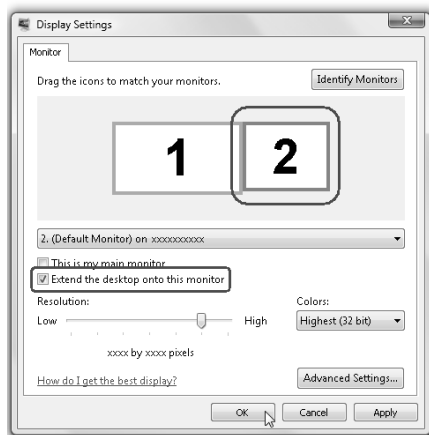 Display Settings
Monitor
Drag the icons to match your monitors.
Identify Monitors
1
2
2. (Default Monitor) on xxxxxxxxxx
This is my main monitor
Extend the desktop onto this monitor
Resolution:
Colors:
Low
High
Highest (32 bit)
xxxx by xxxx pixels
How do I get the best display?
Advanced Settings...
OK
Cancel
Apply